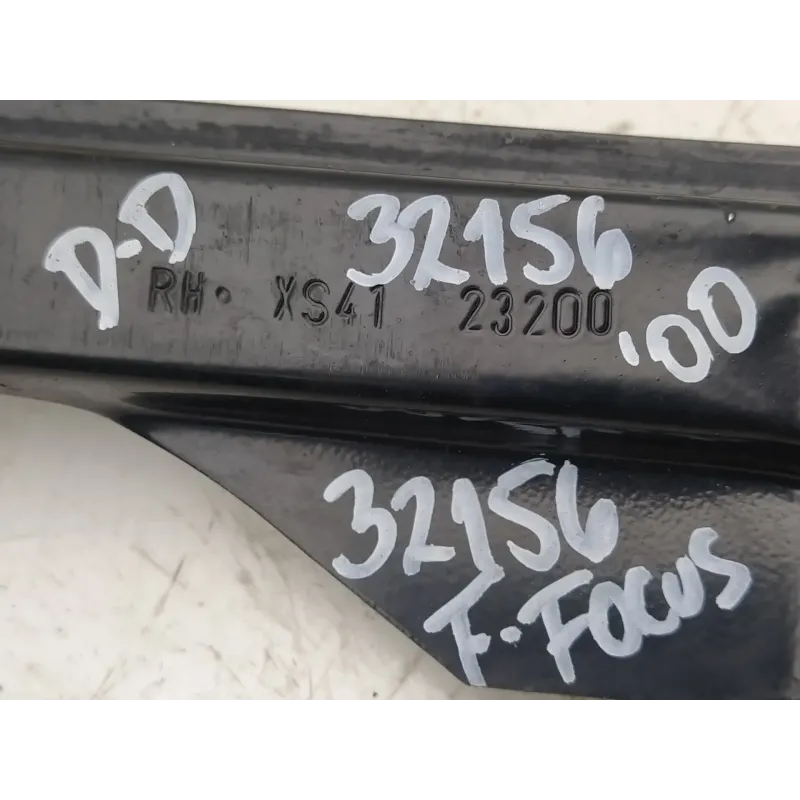 D-D 32156
RH. XS41 23200
'00
32156
F. FOCUS